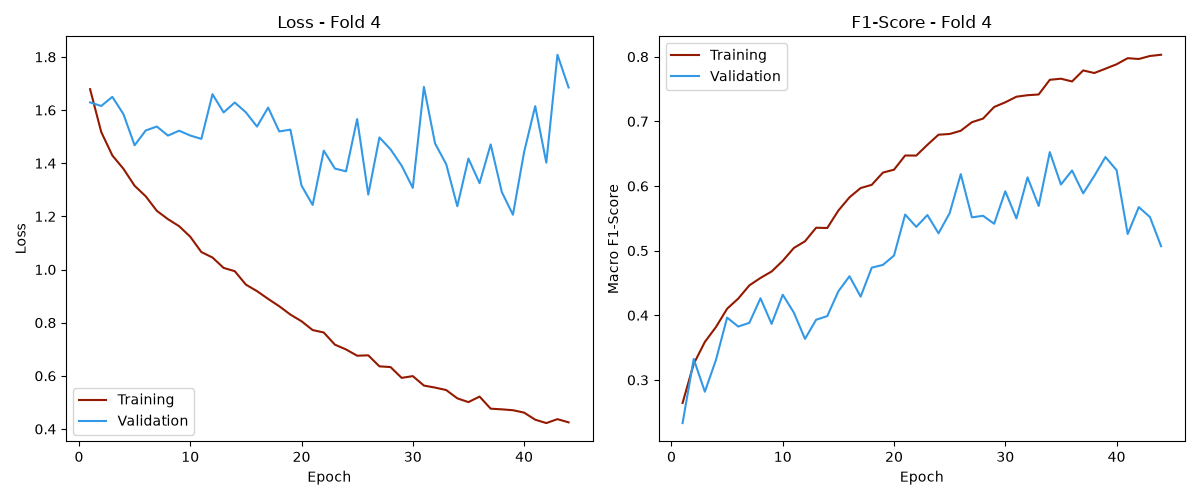 Loss - Fold 4
1.8
1.6
1.4
1.2
1.0
0.8
0.6
0.4
Loss
Training
Validation
0 10 20 30 40
Epoch
F1-Score - Fold 4
Training
Validation
0.8
0.7
0.6
0.5
0.4
0.3
Macro F1-Score
0 10 20 30 40
Epoch